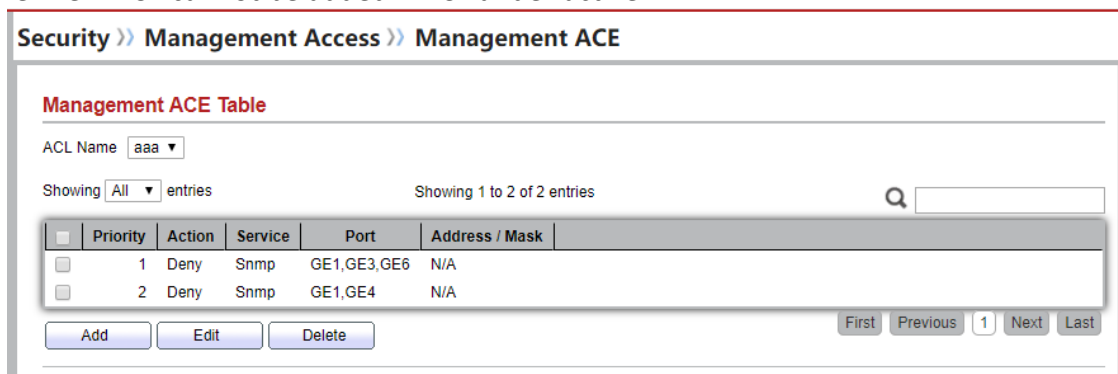 Security » Management Access » Management ACE
Management ACE Table
ACL Name aaa
Showing All entries Showing 1 to 2 of 2 entries
Priority Action Service Port Address / Mask
1 Deny Snmp GE1,GE3,GE6 N/A
2 Deny Snmp GE1,GE4 N/A
Add Edit Delete First Previous 1 Next Last